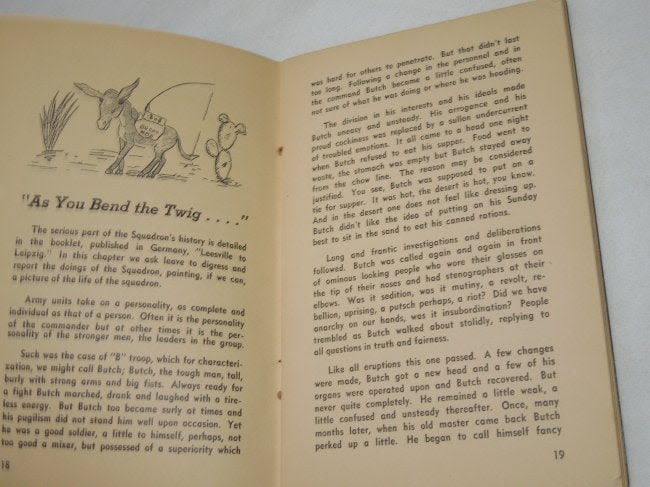 "As You Bend the Twig . . . ."
The serious part of the Squadron's history is detailed
in the booklet, published in Germany, "Leesville to
Leipzig." In this chapter we ask leave to digress and
report the doings of the Squadron, painting, if we can,
a picture of the life of the squadron.
Army units take on a personality, as complete and
individual as that of a person. Often it is the personality
of the commander but at other times it is the per-
sonality of the stronger men, the leaders in the group.
Such was the case of "B" troop, which for characteri-
zation, we might call Butch; Butch, the tough man, tall,
burly with strong arms and big fists. Always ready for
a fight Butch marched, drank and laughed with a tire-
less energy. But Butch too became surly at times and
his pugilism did not stand him well upon occasion. Yet
he was a good soldier, a little to himself, perhaps, not
too good a mixer, but possessed of a superiority which
18
was hard for others to penetrate. But that didn't last
too long. Following a change in the personnel and in
the command Butch became a little confused, often
not sure of what he was doing or where he was heading.
The division in his interests and his ideals made
Butch uneasy and unsteady. His arrogance and his
proud cockiness was replaced by a sullon undercurrent
of troubled emotions. It all came to a head one night
when Butch refused to eat his supper. Food went to
waste, the stomach was empty but Butch stayed away
from the chow line. The reason may be considered
justified. You see, Butch was supposed to put on a
tie for supper. It was hot, the desert is hot, you know.
And in the desert one does not feel like dressing up.
Butch didn't like the idea of putting on his Sunday
best to sit in the sand to eat his canned rations.
Long and frantic investigations and deliberations
followed. Butch was called again and again in front
of ominous looking people who wore their glasses on
the tip of their noses and had stenographers at their
elbows. Was it sedition, was it mutiny, a revolt, re-
bellion, uprising, a putsch perhaps, a riot? Did we have
anarchy on our hands, was it insubordination? People
trembled as Butch walked about stolidly, replying to
all questions in truth and fairness.
Like all eruptions this one passed. A few changes
were made, Butch got a new head and a few of his
organs were operated upon and Butch recovered. But
never quite completely. He remained a little weak, a
little confused and unsteady thereafter. Once, many
months later, when his old master came back Butch
perked up a little. He began to call himself fancy
19